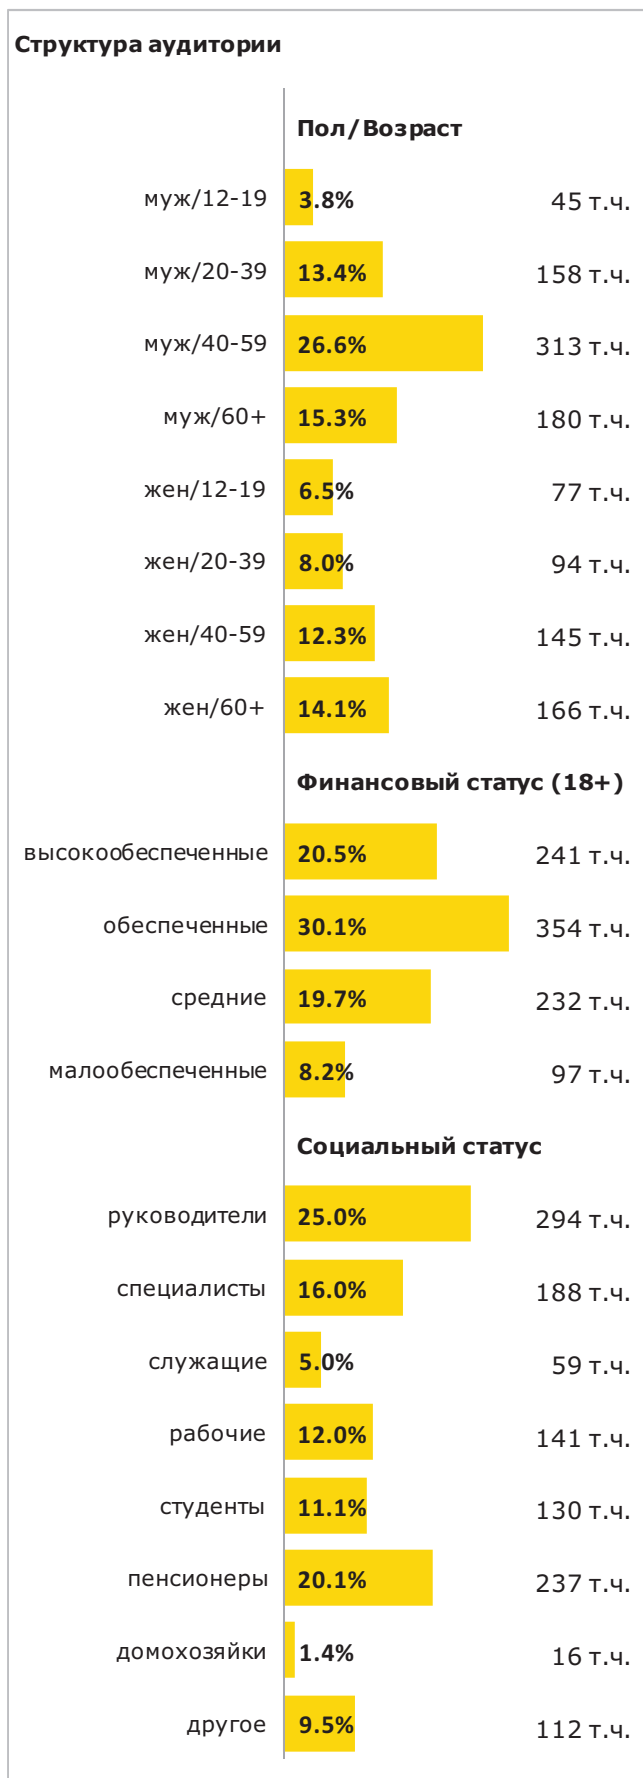 Структура аудитории
Пол/Возраст
муж/12-19 3.8% 45 т.ч.
муж/20-39 13.4% 158 т.ч.
муж/40-59 26.6% 313 т.ч.
муж/60+ 15.3% 180 т.ч.
жен/12-19 6.5% 77 т.ч.
жен/20-39 8.0% 94 т.ч.
жен/40-59 12.3% 145 т.ч.
жен/60+ 14.1% 166 т.ч.
Финансовый статус (18+)
высокообеспеченные 20.5% 241 т.ч.
обеспеченные 30.1% 354 т.ч.
средние 19.7% 232 т.ч.
малообеспеченные 8.2% 97 т.ч.
Социальный статус
руководители 25.0% 294 т.ч.
специалисты 16.0% 188 т.ч.
служащие 5.0% 59 т.ч.
рабочие 12.0% 141 т.ч.
студенты 11.1% 130 т.ч.
пенсионеры 20.1% 237 т.ч.
домохозяйки 1.4% 16 т.ч.
другое 9.5% 112 т.ч.